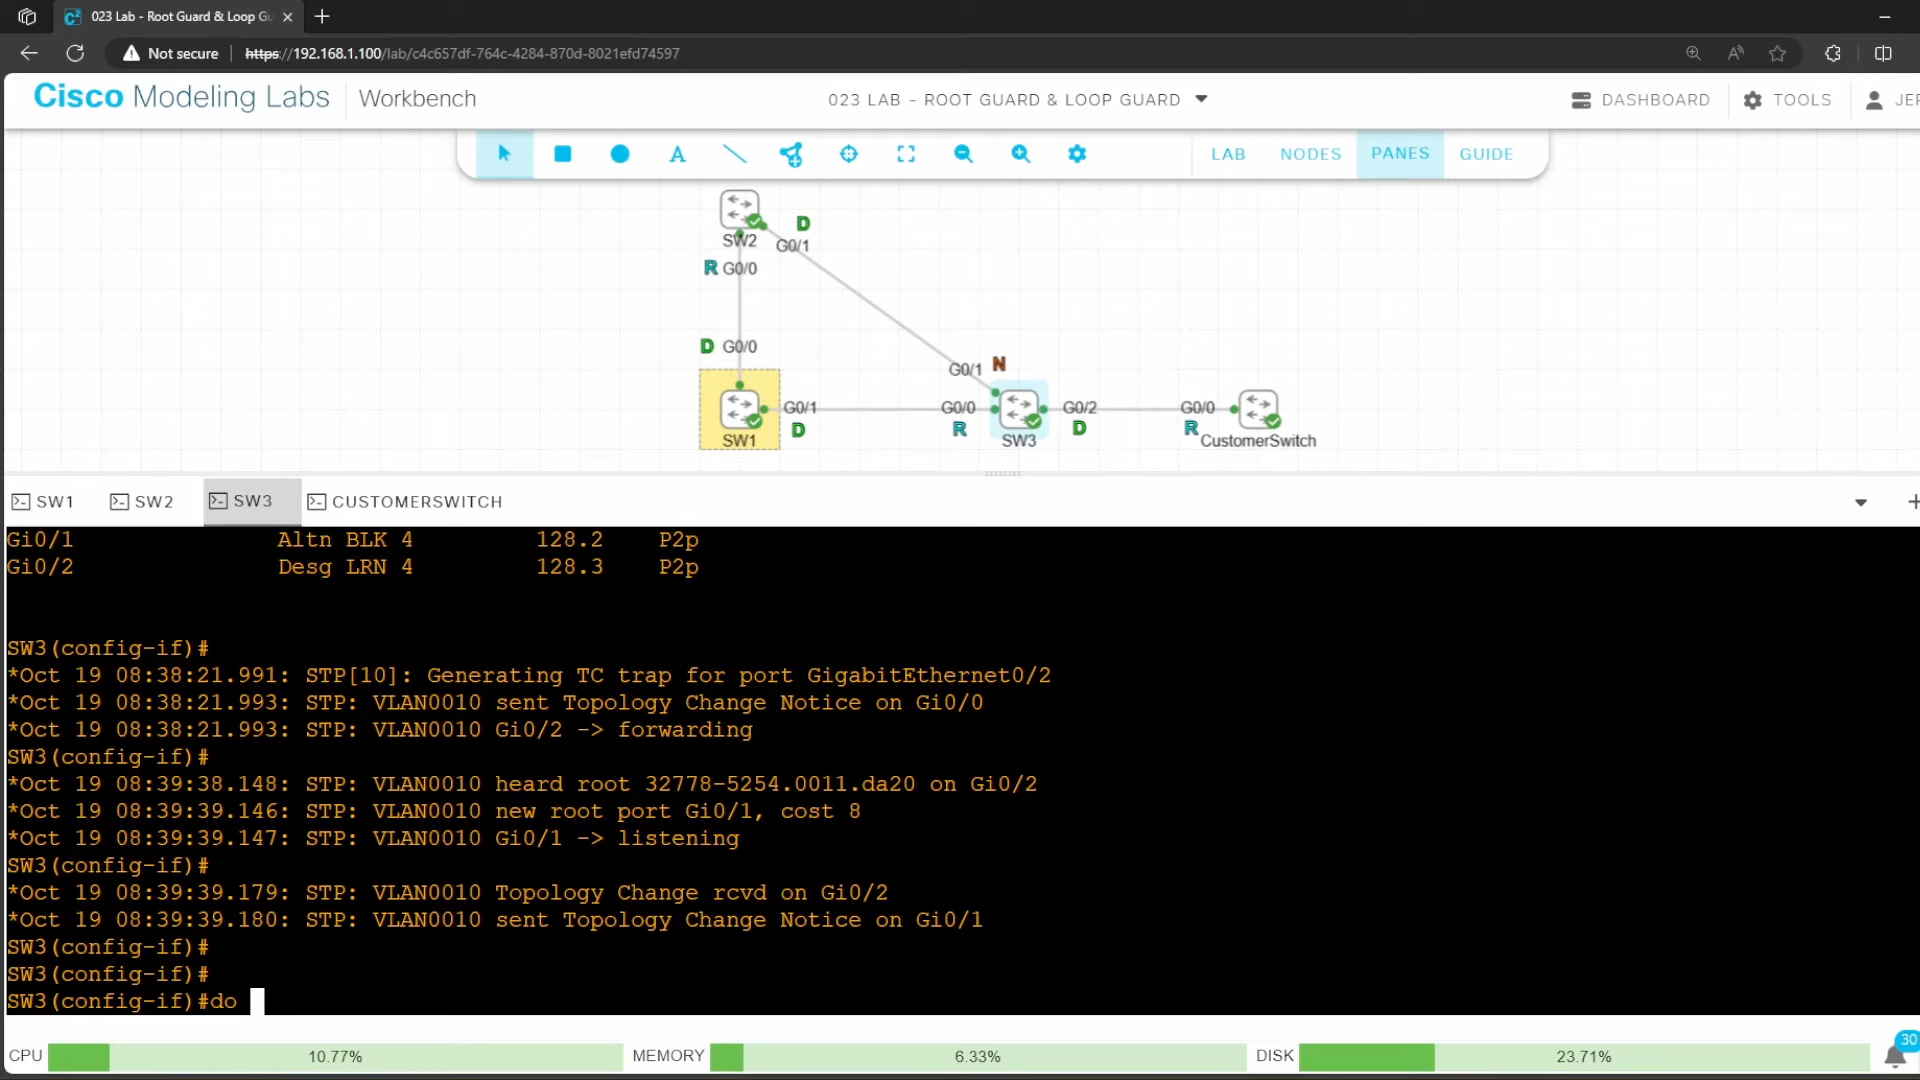 023 Lab - Root Guard & Loop Gu
Not secure
https://192.168.1.100/lab/c4c657df-764c-4284-870d-8021efd74597
Cisco Modeling Labs Workbench
023 LAB - ROOT GUARD & LOOP GUARD
DASHBOARD
TOOLS
JEF
A
LAB
NODES
PANES
GUIDE
D
SW2
G0/1
R G0/0
D G0/0
G0/1 N
G0/1
G0/0
G0/2
G0/0
D
R
D
R
SW1
SW3
CustomerSwitch
SW1
SW2
SW3
CUSTOMERSWITCH
Gi0/1 Altn BLK 4 128.2 P2p
Gi0/2 Desg LRN 4 128.3 P2p
SW3(config-if)#
*Oct 19 08:38:21.991: STP[10]: Generating TC trap for port GigabitEthernet0/2
*Oct 19 08:38:21.993: STP: VLAN0010 sent Topology Change Notice on Gi0/0
*Oct 19 08:38:21.993: STP: VLAN0010 Gi0/2 -> forwarding
SW3(config-if)#
*Oct 19 08:39:38.148: STP: VLAN0010 heard root 32778-5254.0011.da20 on Gi0/2
*Oct 19 08:39:39.146: STP: VLAN0010 new root port Gi0/1, cost 8
*Oct 19 08:39:39.147: STP: VLAN0010 Gi0/1 -> listening
SW3(config-if)#
*Oct 19 08:39:39.179: STP: VLAN0010 Topology Change rcvd on Gi0/2
*Oct 19 08:39:39.180: STP: VLAN0010 sent Topology Change Notice on Gi0/1
SW3(config-if)#
SW3(config-if)#
SW3(config-if)#do
CPU 10.77% MEMORY 6.33% DISK 23.71%
30